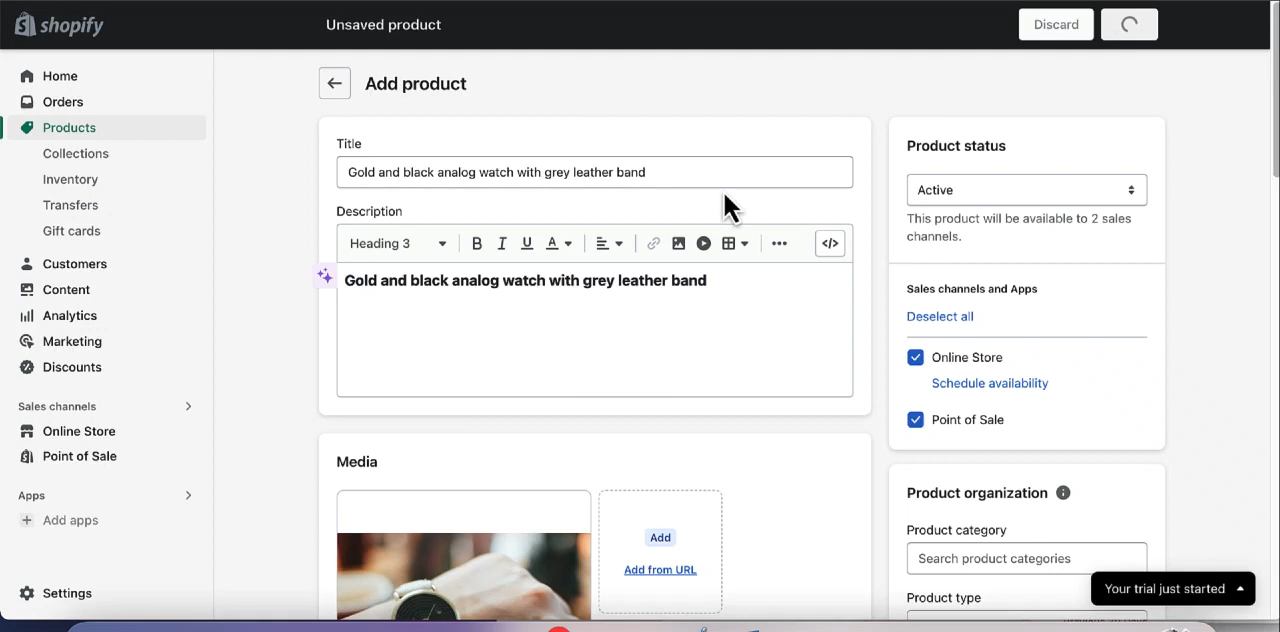 shopify
Unsaved product
Discard
Home
Orders
Products
Collections
Inventory
Transfers
Gift cards
Customers
Content
Analytics
Marketing
Discounts
Sales channels
Online Store
Point of Sale
Apps
Add apps
Settings
Add product
Title
Gold and black analog watch with grey leather band
Description
Heading 3
B I U A
</>
Gold and black analog watch with grey leather band
Media
Add
Add from URL
Product status
Active
This product will be available to 2 sales
channels.
Sales channels and Apps
Deselect all
Online Store
Schedule availability
Point of Sale
Product organization
Product category
Search product categories
Product type
Your trial just started